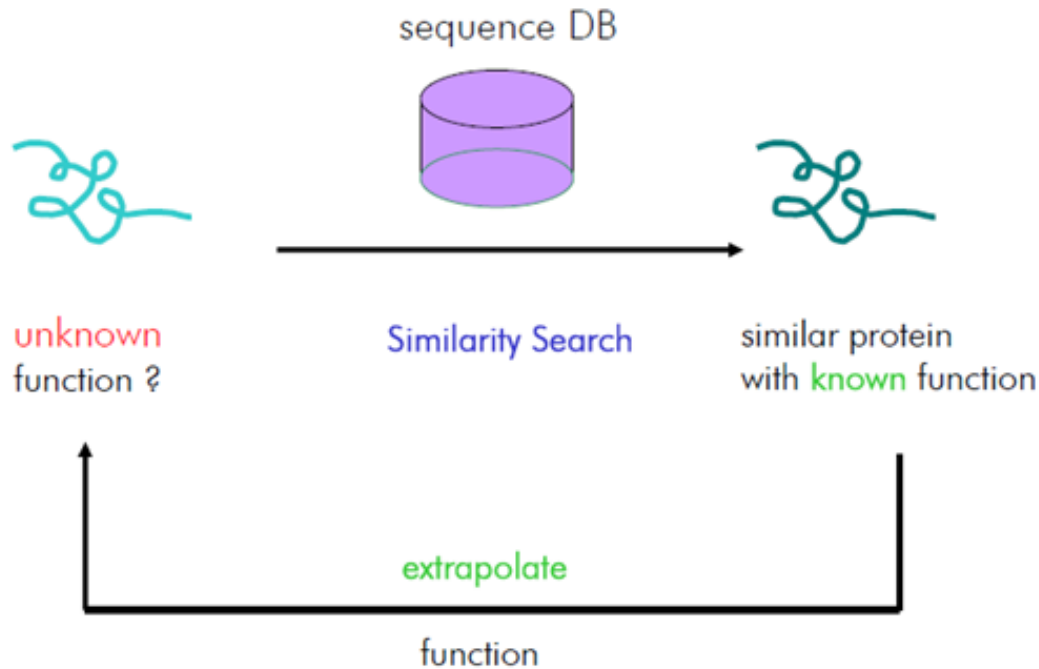 sequence DB
unknown
function ?
Similarity Search
similar protein
with known function
extrapolate
function